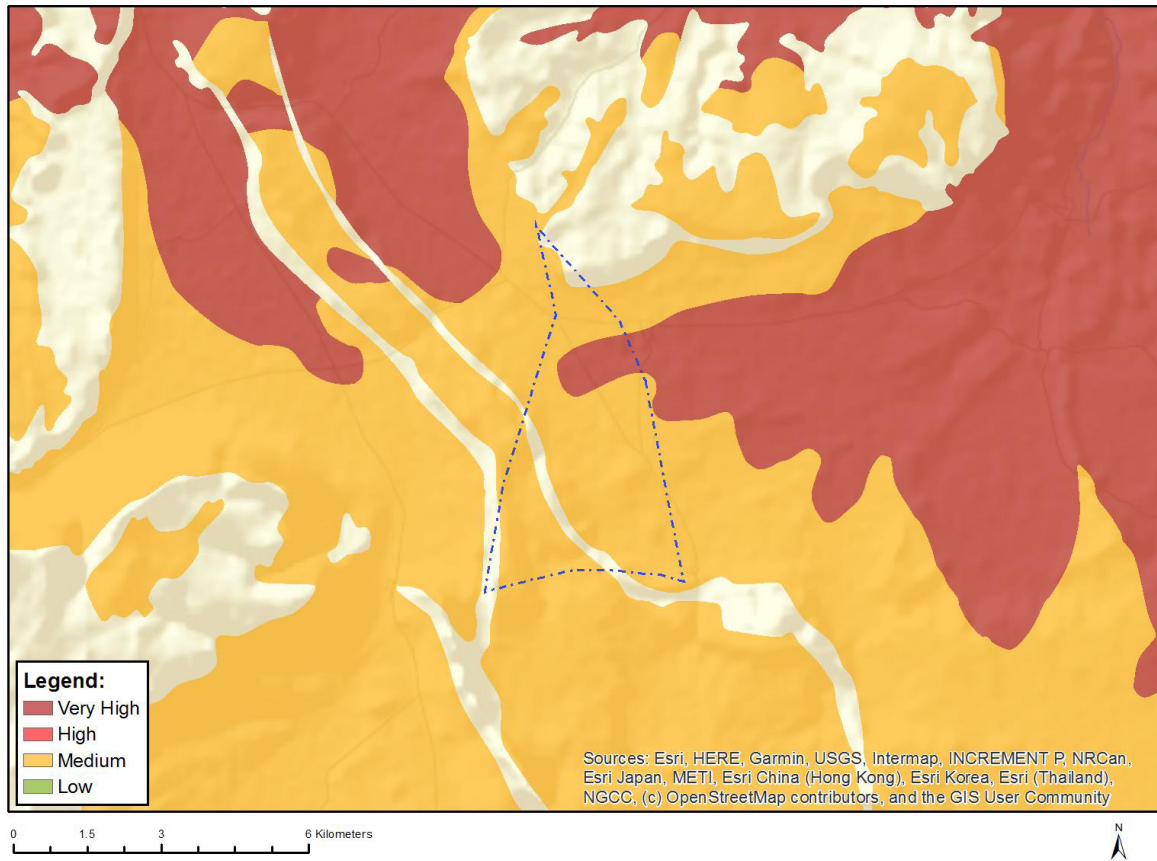 Legend:
Very High
High
Medium
Low
Sources: Esri, HERE, Garmin, USGS, Intermap, INCREMENT P, NRCan,
Esri Japan, METI, Esri China (Hong Kong), Esri Korea, Esri (Thailand),
NGCC, (c) OpenStreetMap contributors, and the GIS User Community
0 1.5 3 6 Kilometers
N